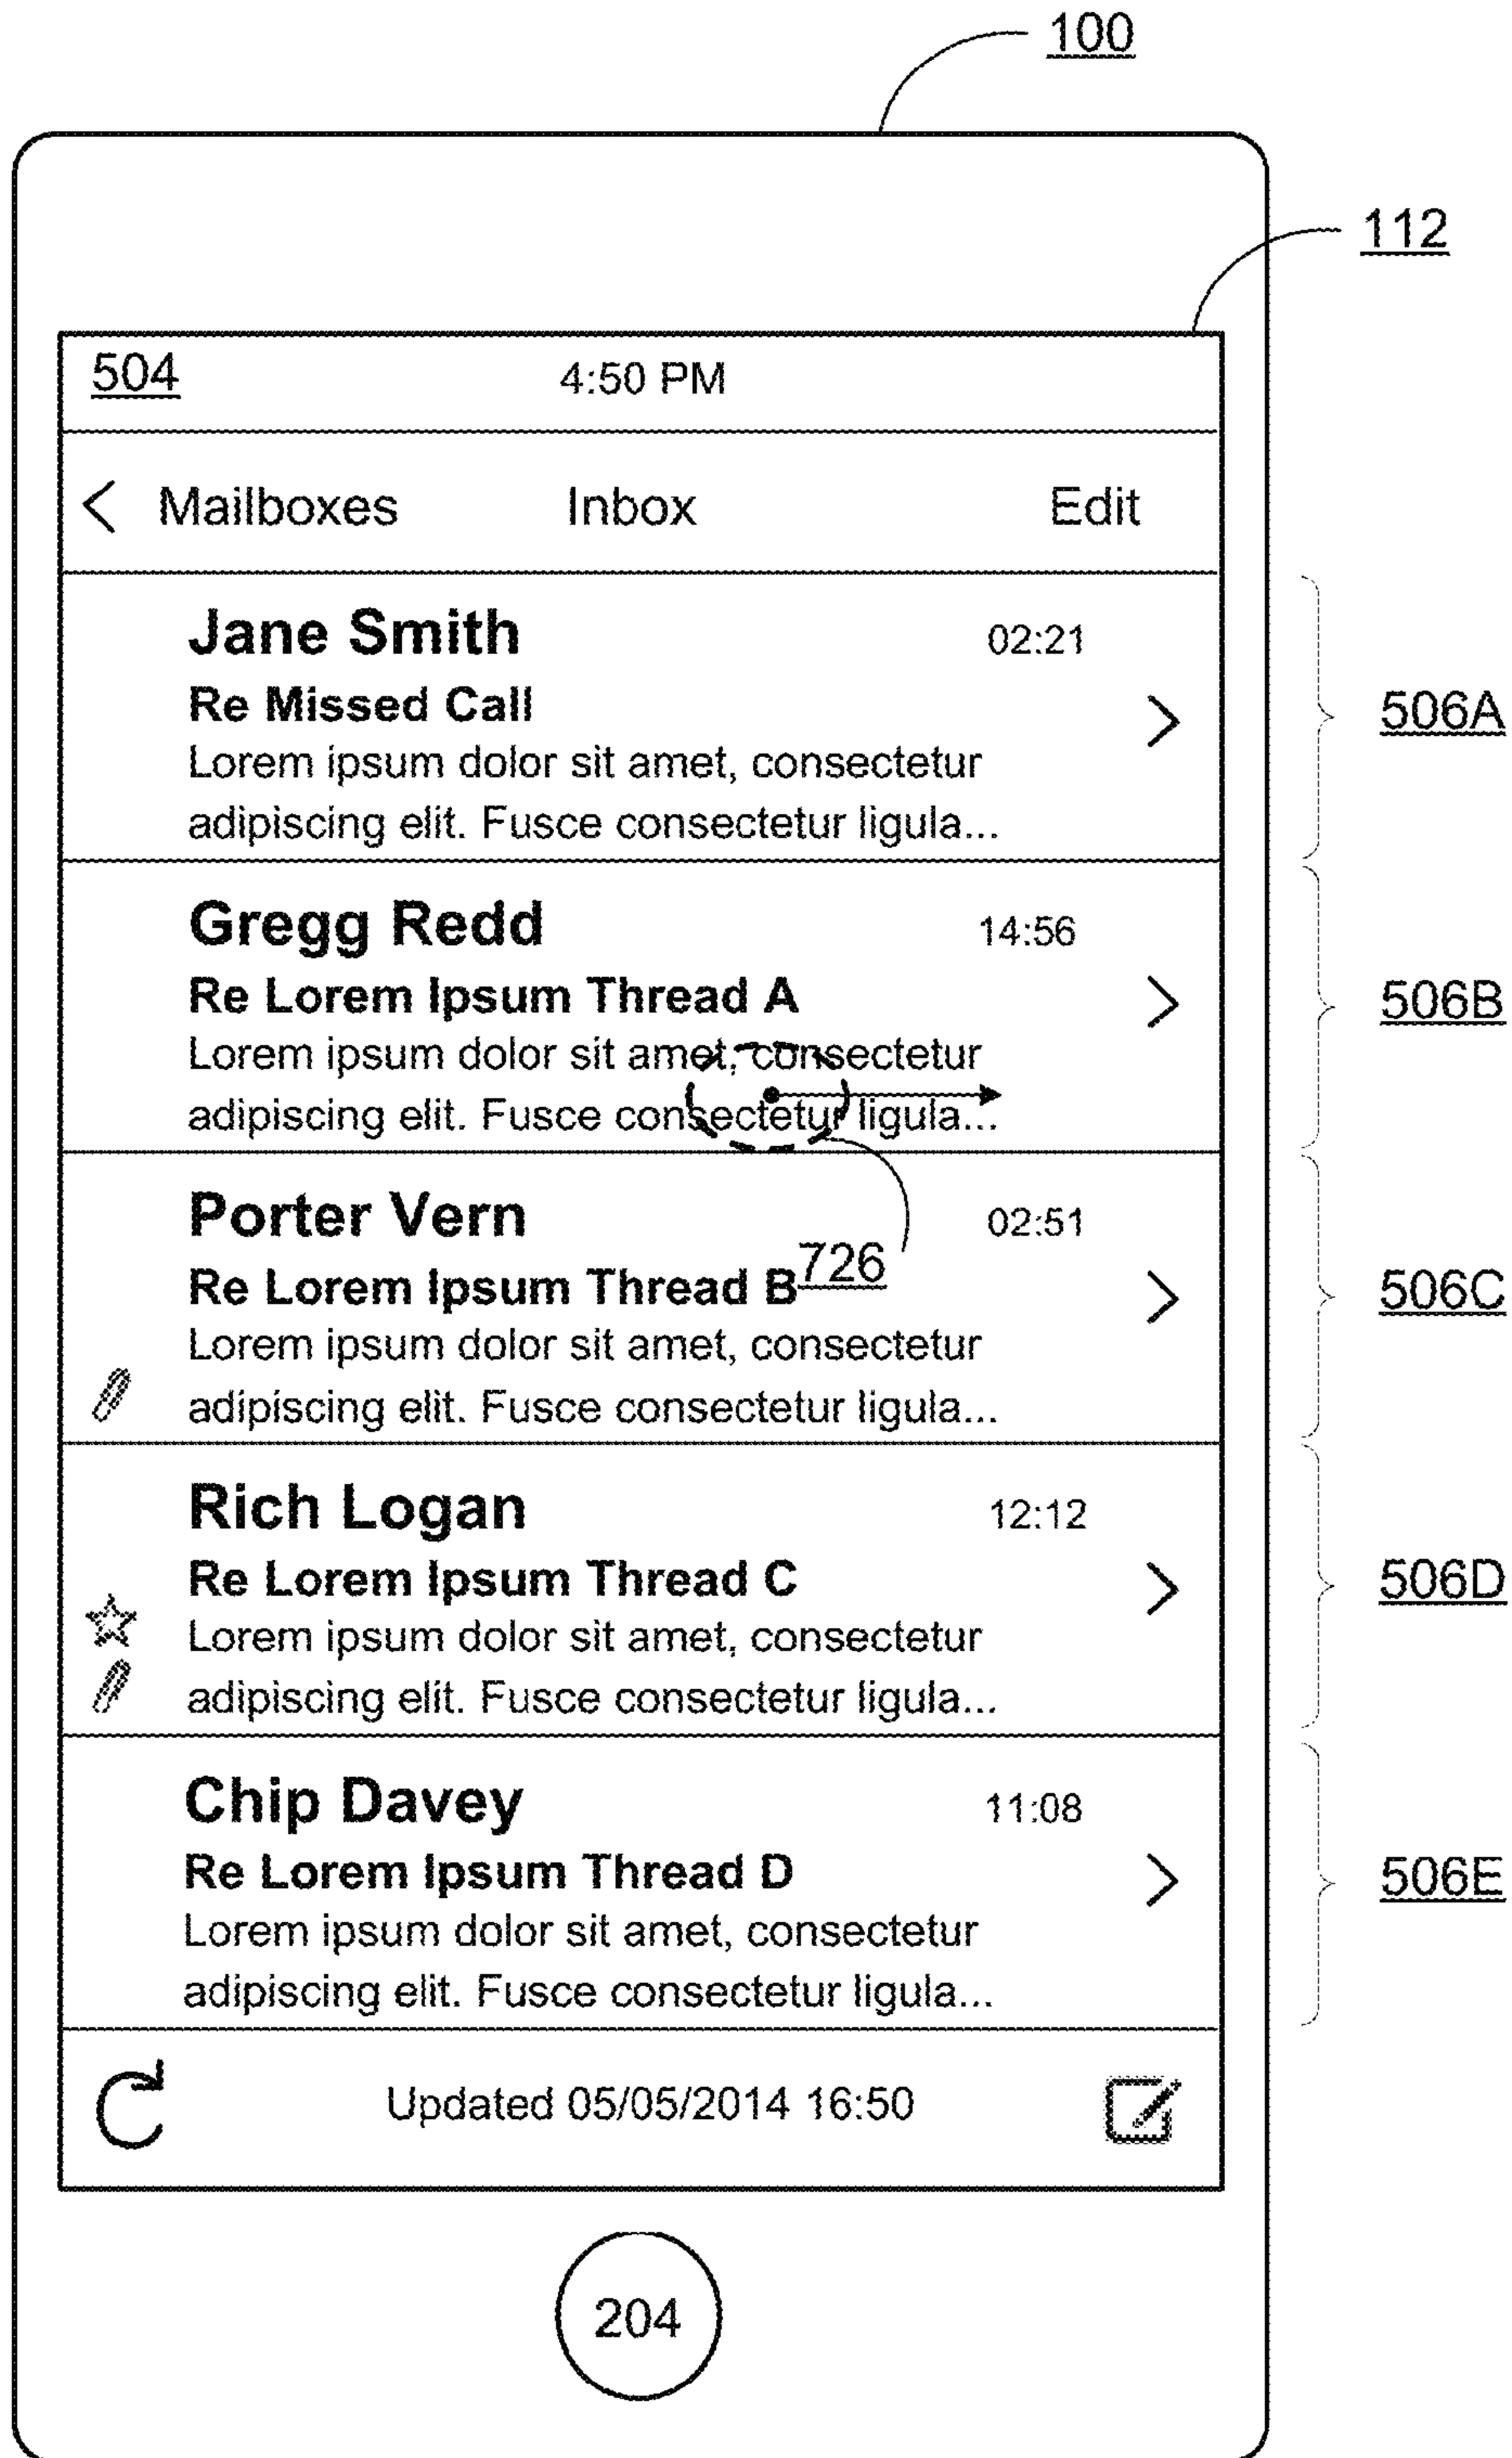 100
112
504 4:50 PM
< Mailboxes Inbox Edit
Jane Smith 02:21
Re Missed Call
Lorem ipsum dolor sit amet, consectetur
adipiscing elit. Fusce consectetur ligula...
506A
Gregg Redd 14:56
Re Lorem Ipsum Thread A
Lorem ipsum dolor sit amet, consectetur
adipiscing elit. Fusce consectetur ligula...
506B
Porter Vern 02:51
726
Re Lorem Ipsum Thread B
Lorem ipsum dolor sit amet, consectetur
adipiscing elit. Fusce consectetur ligula...
506C
Rich Logan 12:12
Re Lorem Ipsum Thread C
Lorem ipsum dolor sit amet, consectetur
adipiscing elit. Fusce consectetur ligula...
506D
Chip Davey 11:08
Re Lorem Ipsum Thread D
Lorem ipsum dolor sit amet, consectetur
adipiscing elit. Fusce consectetur ligula...
506E
Updated 05/05/2014 16:50
204